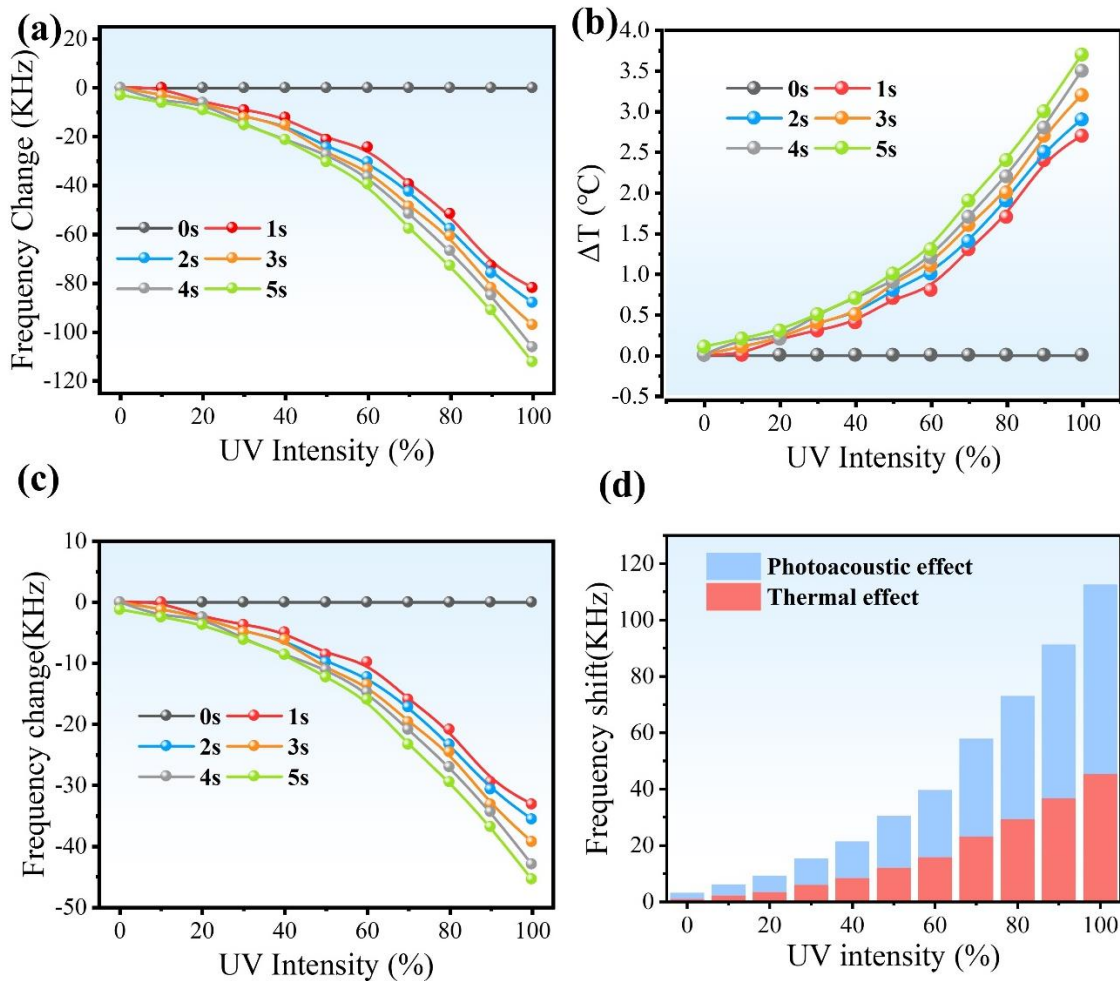 (a)
20
0
-20
-40
-60
-80
-100
-120
Frequency Change (KHz)
0s 1s
2s 3s
4s 5s
0 20 40 60 80 100
UV Intensity (%)
(b)
4.0
3.5
3.0
2.5
2.0
1.5
1.0
0.5
0.0
-0.5
ΔT (℃)
0s 1s
2s 3s
4s 5s
0 20 40 60 80 100
UV Intensity (%)
(c)
10
0
-10
-20
-30
-40
-50
Frequency change(KHz)
0s 1s
2s 3s
4s 5s
0 20 40 60 80 100
UV Intensity (%)
(d)
120
100
80
60
40
20
0
Frequency shift(KHz)
Photoacoustic effect
Thermal effect
0 20 40 60 80 100
UV intensity (%)